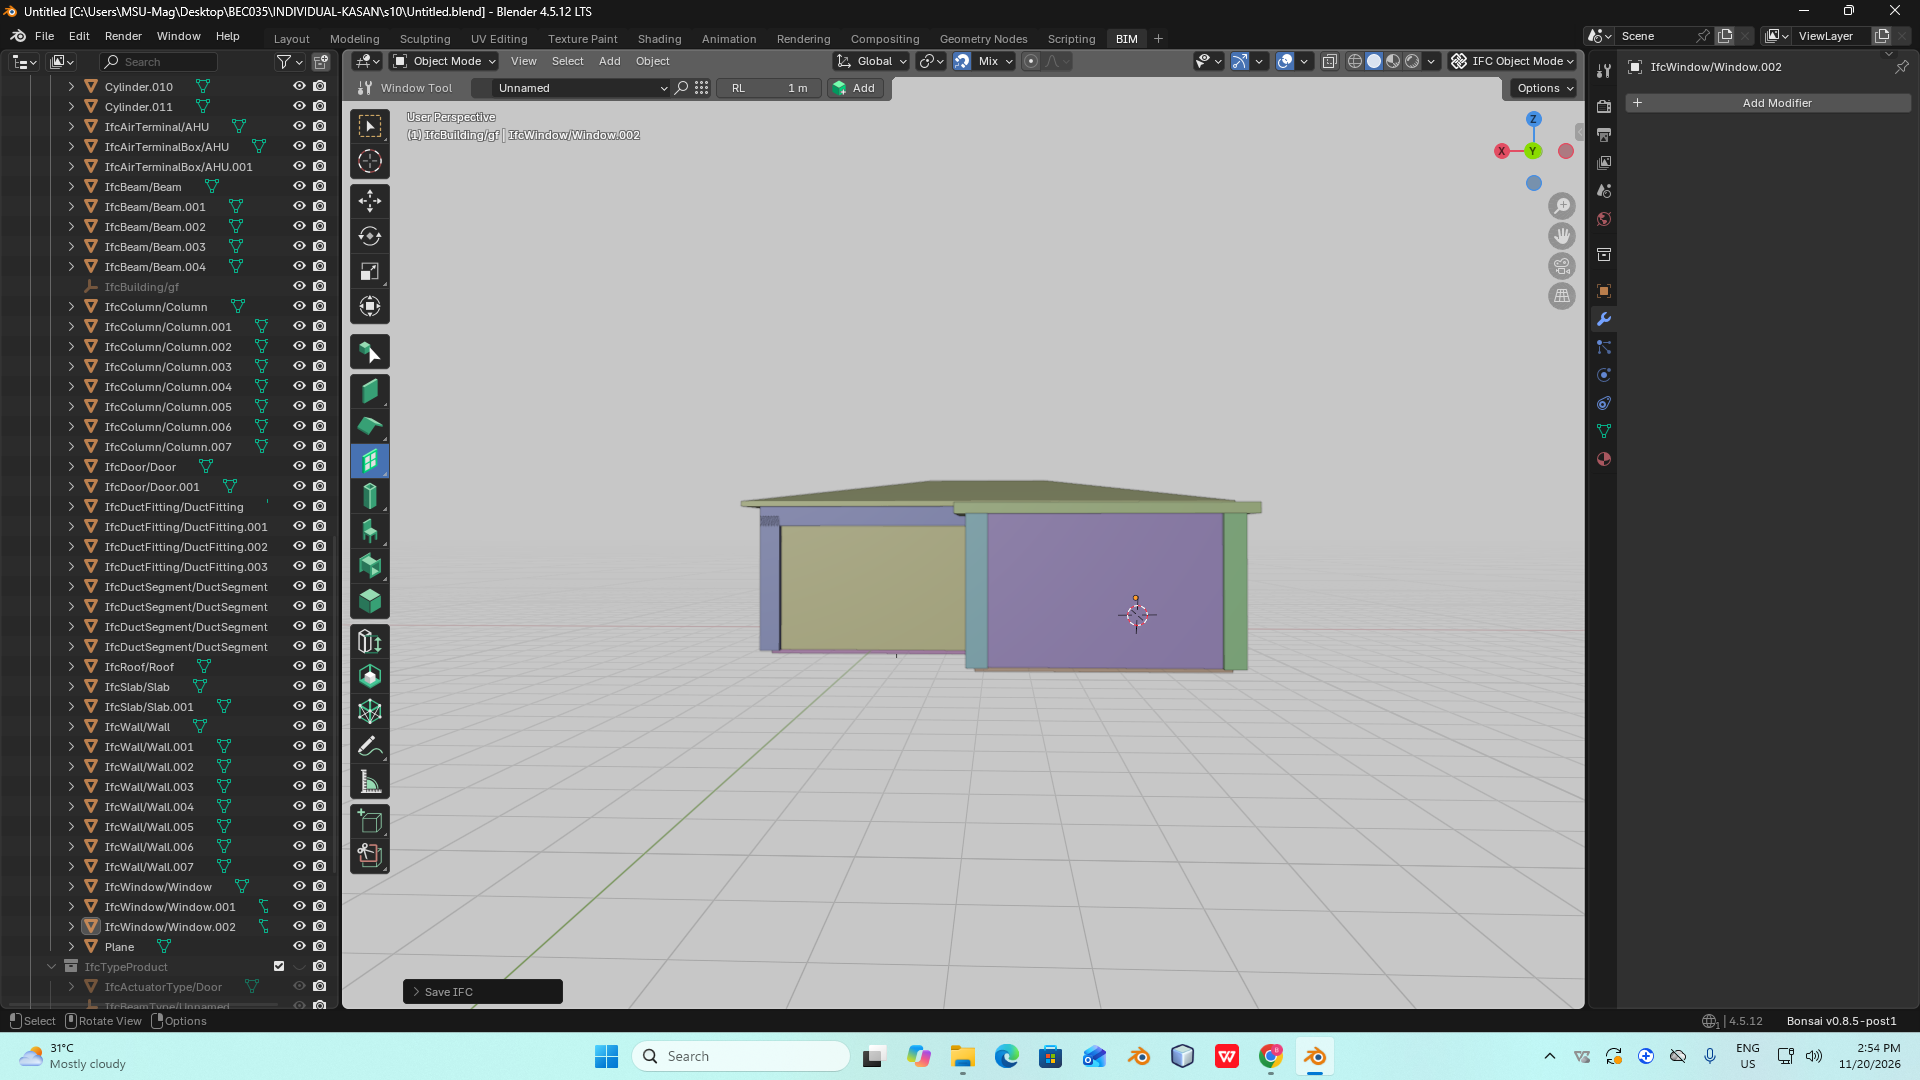 Untitled [C:\Users\MSU-Mag\Desktop\BEC035\INDIVIDUAL-KASAN\s10\Untitled.blend] - Blender 4.5.12 LTS
File Edit Render Window Help Layout Modeling Sculpting UV Editing Texture Paint Shading Animation Rendering Compositing Geometry Nodes Scripting BIM Scene ViewLayer
Search Object Mode View Select Add Object Global Mix IFC Object Mode
Window Tool Unnamed RL 1 m Add Options
User Perspective
(1) IfcBuilding/gf | IfcWindow/Window.002
Z
X
Y
IfcWindow/Window.002
Add Modifier
Cylinder.010
Cylinder.011
IfcAirTerminal/AHU
IfcAirTerminalBox/AHU
IfcAirTerminalBox/AHU.001
IfcBeam/Beam
IfcBeam/Beam.001
IfcBeam/Beam.002
IfcBeam/Beam.003
IfcBeam/Beam.004
IfcBuilding/gf
IfcColumn/Column
IfcColumn/Column.001
IfcColumn/Column.002
IfcColumn/Column.003
IfcColumn/Column.004
IfcColumn/Column.005
IfcColumn/Column.006
IfcColumn/Column.007
IfcDoor/Door
IfcDoor/Door.001
IfcDuctFitting/DuctFitting
IfcDuctFitting/DuctFitting.001
IfcDuctFitting/DuctFitting.002
IfcDuctFitting/DuctFitting.003
IfcDuctSegment/DuctSegment
IfcDuctSegment/DuctSegment
IfcDuctSegment/DuctSegment
IfcDuctSegment/DuctSegment
IfcRoof/Roof
IfcSlab/Slab
IfcSlab/Slab.001
IfcWall/Wall
IfcWall/Wall.001
IfcWall/Wall.002
IfcWall/Wall.003
IfcWall/Wall.004
IfcWall/Wall.005
IfcWall/Wall.006
IfcWall/Wall.007
IfcWindow/Window
IfcWindow/Window.001
IfcWindow/Window.002
Plane
IfcTypeProduct
IfcActuatorType/Door
IfcBeamType/Unnamed
Save IFC
Select Rotate View Options 4.5.12 Bonsai v0.8.5-post1
31°C
Mostly cloudy
Search
ENG
US
2:54 PM
11/20/2026